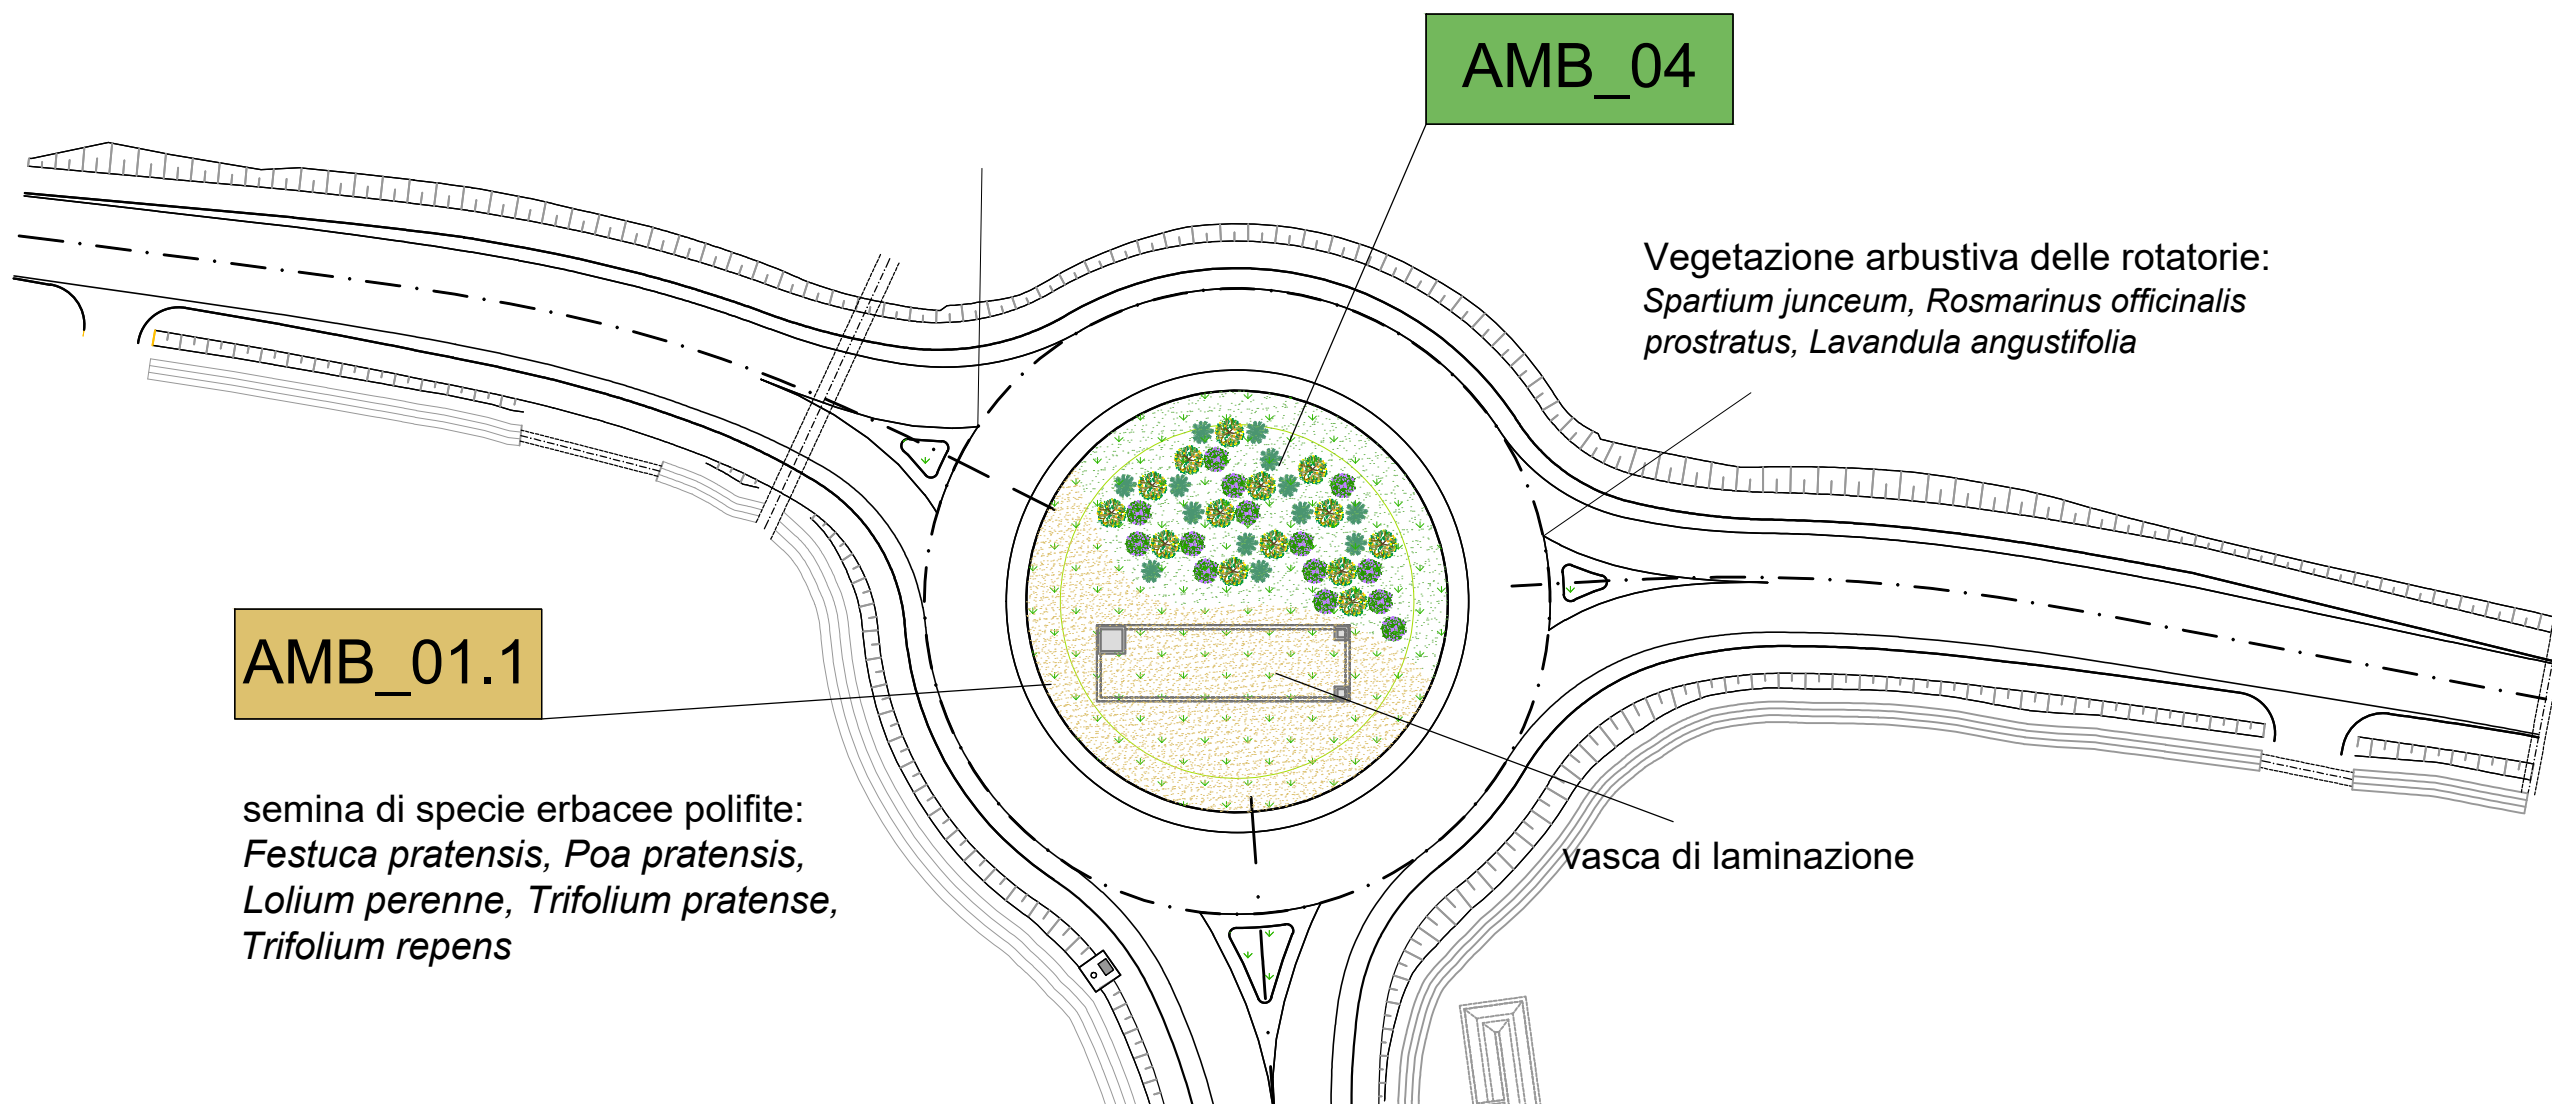 AMB_04
Vegetazione arbustiva delle rotatorie:
Spartium junceum, Rosmarinus officinalis
prostratus, Lavandula angustifolia
AMB_01.1
semina di specie erbacee polifite:
Festuca pratensis, Poa pratensis,
Lolium perenne, Trifolium pratense,
Trifolium repens
vasca di laminazione